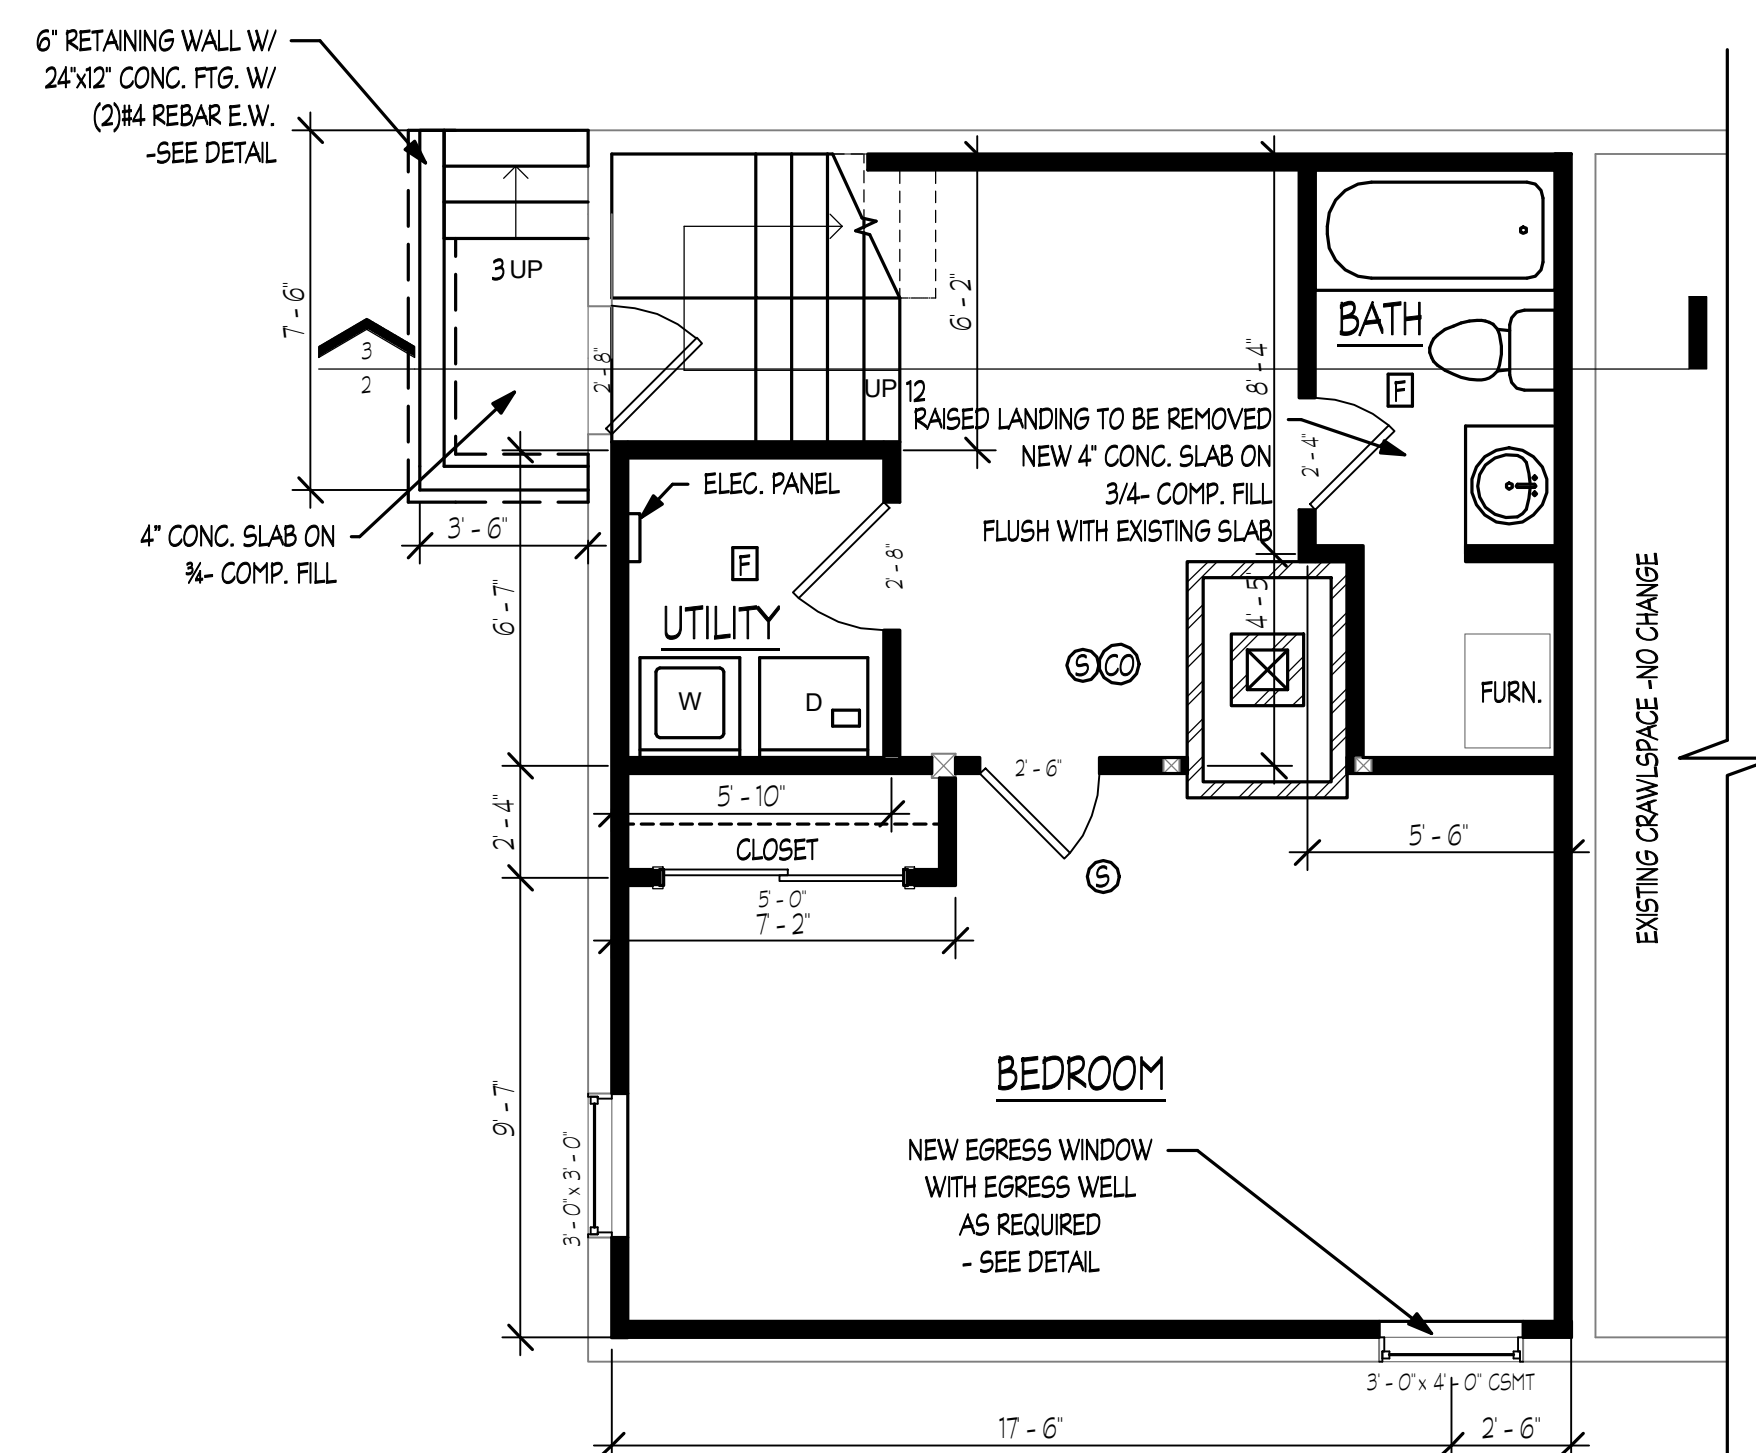 6" RETAINING WALL W/
24"x12" CONC. FTG. W/
(2)#4 REBAR E.W.
-SEE DETAIL
7' - 6"
3 UP
3
2
2' - 8"
6' - 2"
UP 12
8' - 4"
BATH
F
RAISED LANDING TO BE REMOVED
NEW 4" CONC. SLAB ON
3/4- COMP. FILL
FLUSH WITH EXISTING SLAB
2' - 4"
ELEC. PANEL
4" CONC. SLAB ON
¾- COMP. FILL
3' - 6"
F
UTILITY
2' - 8"
6' - 7"
W
D
S
CO
4' - 5"
FURN.
EXISTING CRAWLSPACE -NO CHANGE
2' - 6"
5' - 10"
2' - 4"
CLOSET
5' - 0"
7' - 2"
S
5' - 6"
BEDROOM
9' - 7"
3' - 0" x 3' - 0"
NEW EGRESS WINDOW
WITH EGRESS WELL
AS REQUIRED
- SEE DETAIL
3' - 0" x 4' - 0" CSMT
17' - 6"
2' - 6"